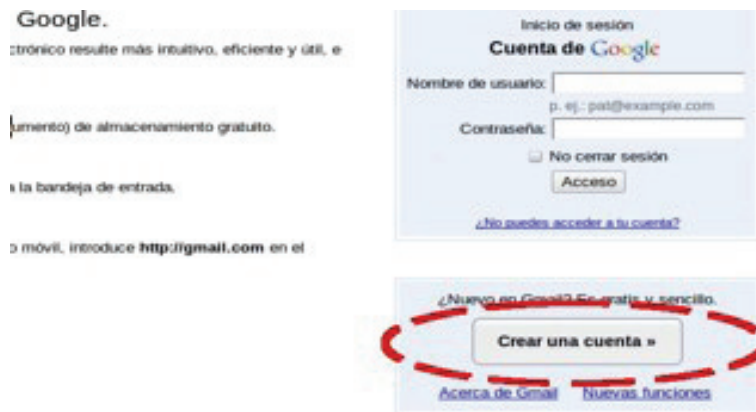 Google.
ctrónico resulte más intuitivo, eficiente y útil, e
umento) de almacenamiento gratuito.
a la bandeja de entrada.
o móvil, introduce http://gmail.com en el
Inicio de sesión
Cuenta de Google
Nombre de usuario:
p. ej.: pat@example.com
Contraseña:
No cerrar sesión
Acceso
¿No puedes acceder a tu cuenta?
¿Nuevo en Gmail? Es gratis y sencillo.
Crear una cuenta »
Acerca de Gmail Nuevas funciones